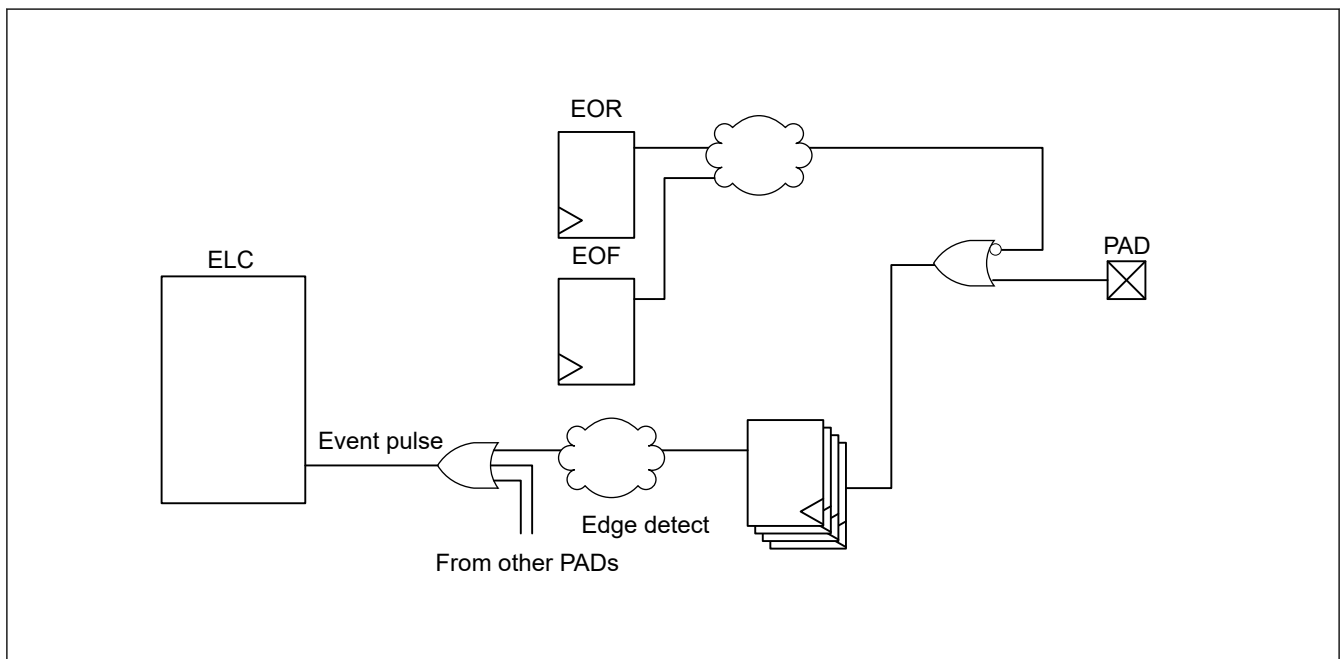 EOR
EOF
PAD
ELC
Event pulse
Edge detect
From other PADs